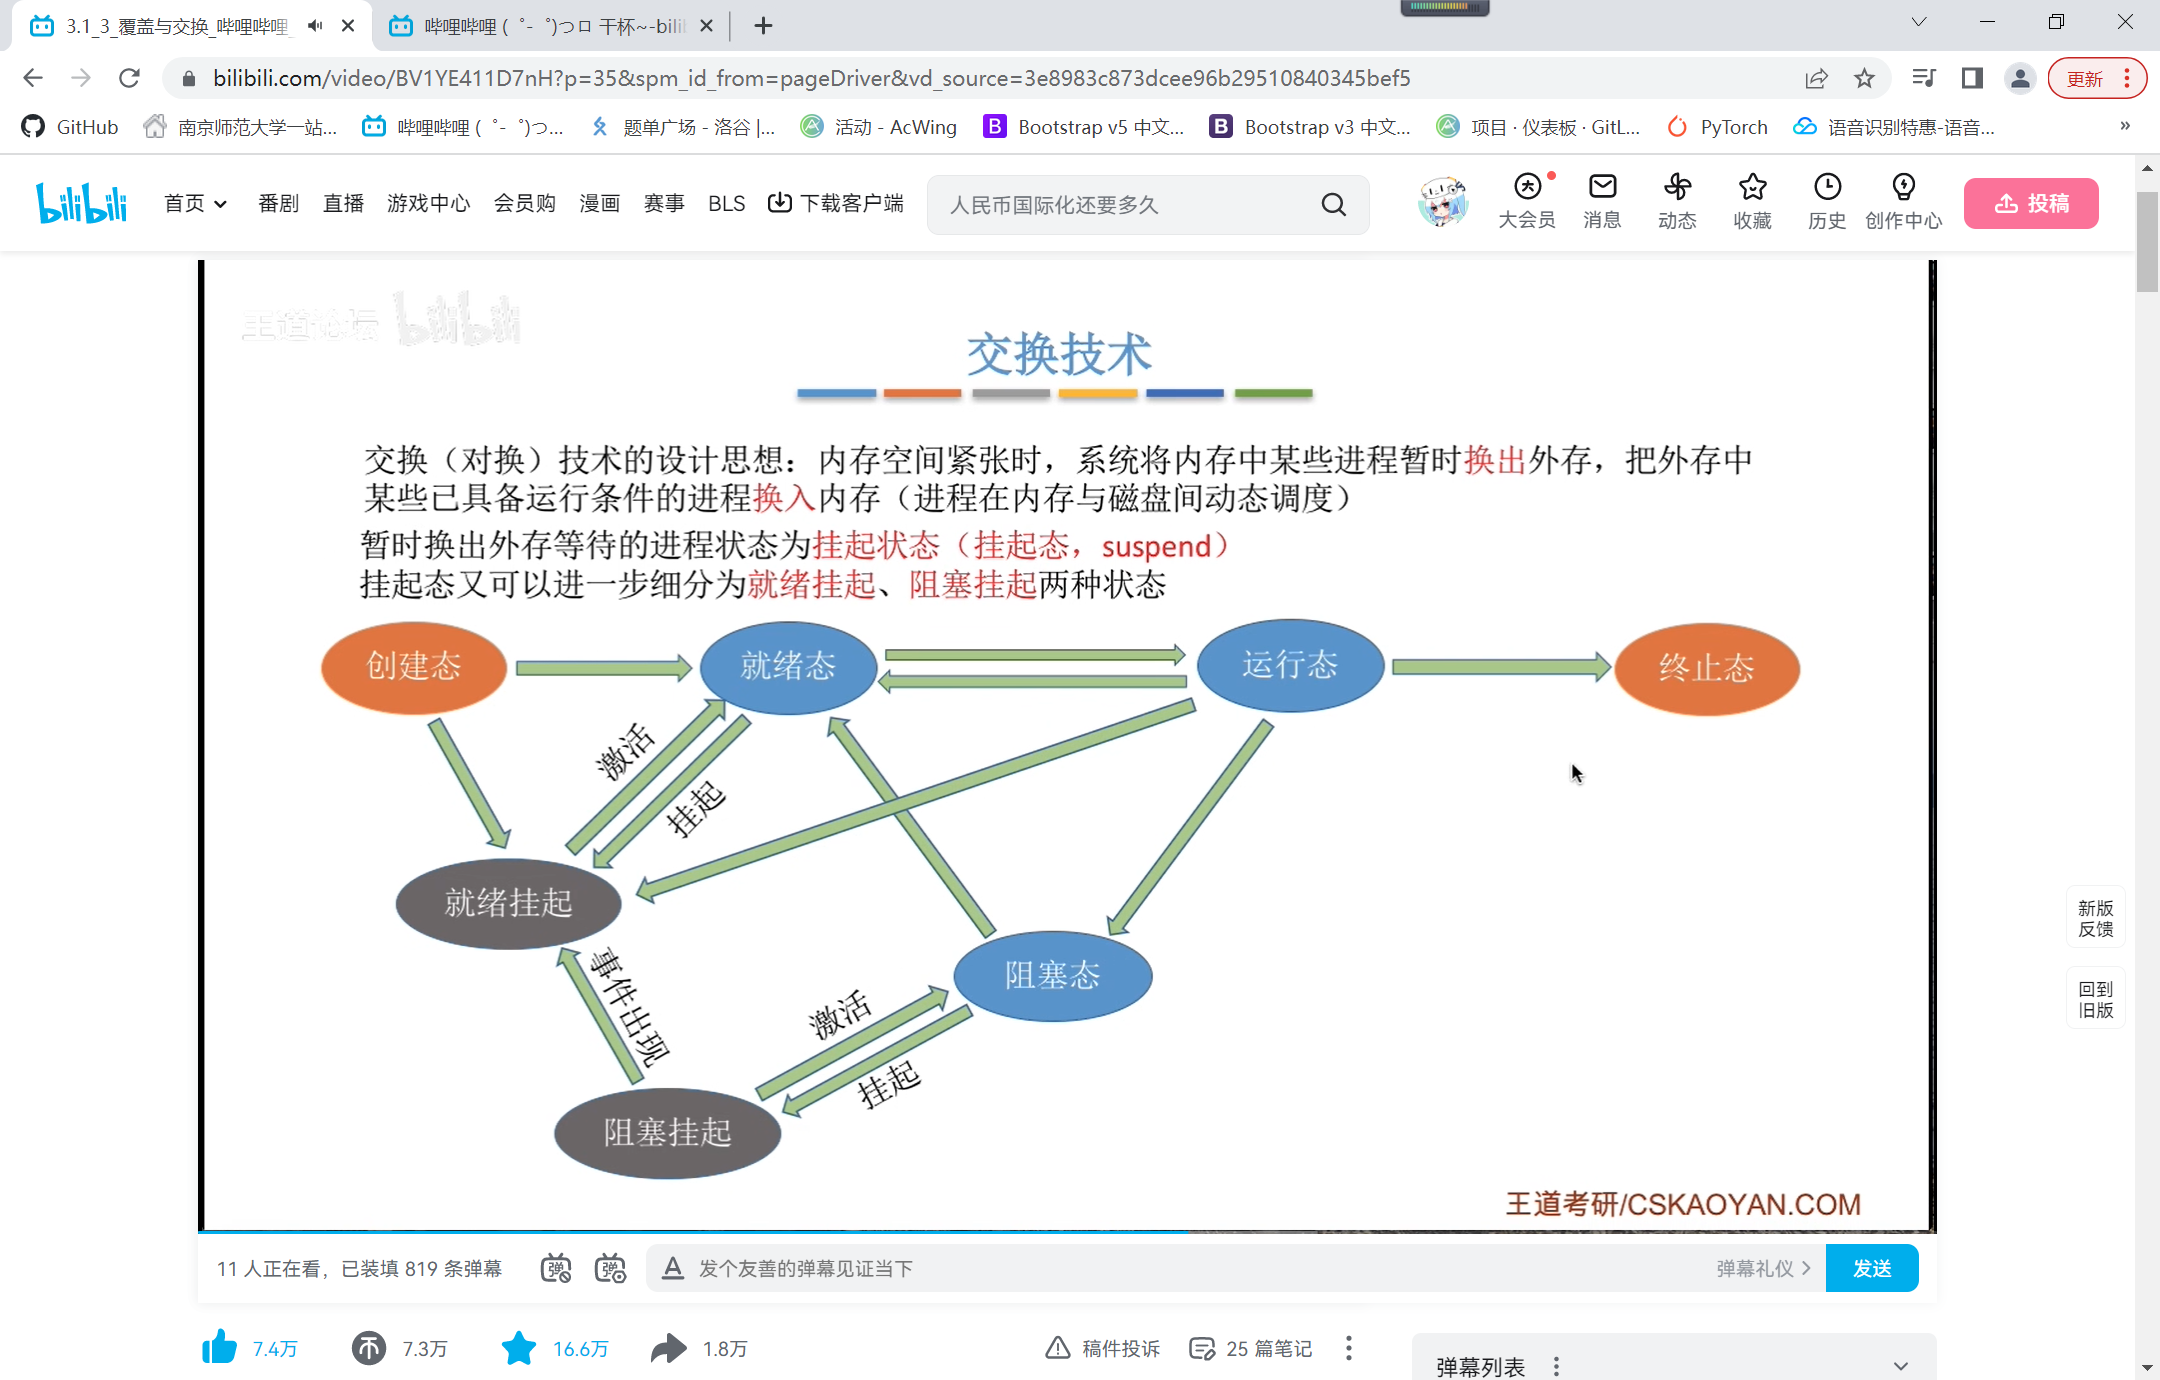 3.1_3_覆盖与交换_哔哩哔哩_
哔哩哔哩 (゜-゜)つロ 干杯~-bili
bilibili.com/video/BV1YE411D7nH?p=35&spm_id_from=pageDriver&vd_source=3e8983c873dcee96b29510840345bef5
更新
GitHub
南京师范大学一站...
哔哩哔哩 (゜-゜)つ...
题单广场 - 洛谷 |...
活动 - AcWing
Bootstrap v5 中文...
Bootstrap v3 中文...
项目 · 仪表板 · GitL...
PyTorch
语音识别特惠-语音...
»
bilibili
首页
番剧
直播
游戏中心
会员购
漫画
赛事
BLS
下载客户端
人民币国际化还要多久
大会员
消息
动态
收藏
历史
创作中心
投稿
王道论坛 bilibili
交换技术
交换（对换）技术的设计思想：内存空间紧张时，系统将内存中某些进程暂时换出外存，把外存中
某些已具备运行条件的进程换入内存（进程在内存与磁盘间动态调度）
暂时换出外存等待的进程状态为挂起状态（挂起态，suspend）
挂起态又可以进一步细分为就绪挂起、阻塞挂起两种状态
创建态
就绪态
运行态
终止态
激活
挂起
就绪挂起
事件出现
阻塞态
激活
挂起
阻塞挂起
王道考研/CSKAOYAN.COM
新版
反馈
回到
旧版
11 人正在看，已装填 819 条弹幕
弹
弹
A 发个友善的弹幕见证当下
弹幕礼仪 >
发送
7.4万
7.3万
16.6万
1.8万
稿件投诉
25 篇笔记
弹幕列表